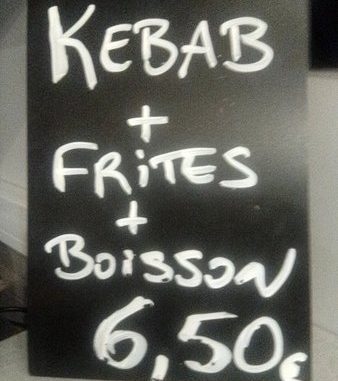 KEBAB
+
FRiTES
+
BOISSON
6,50€